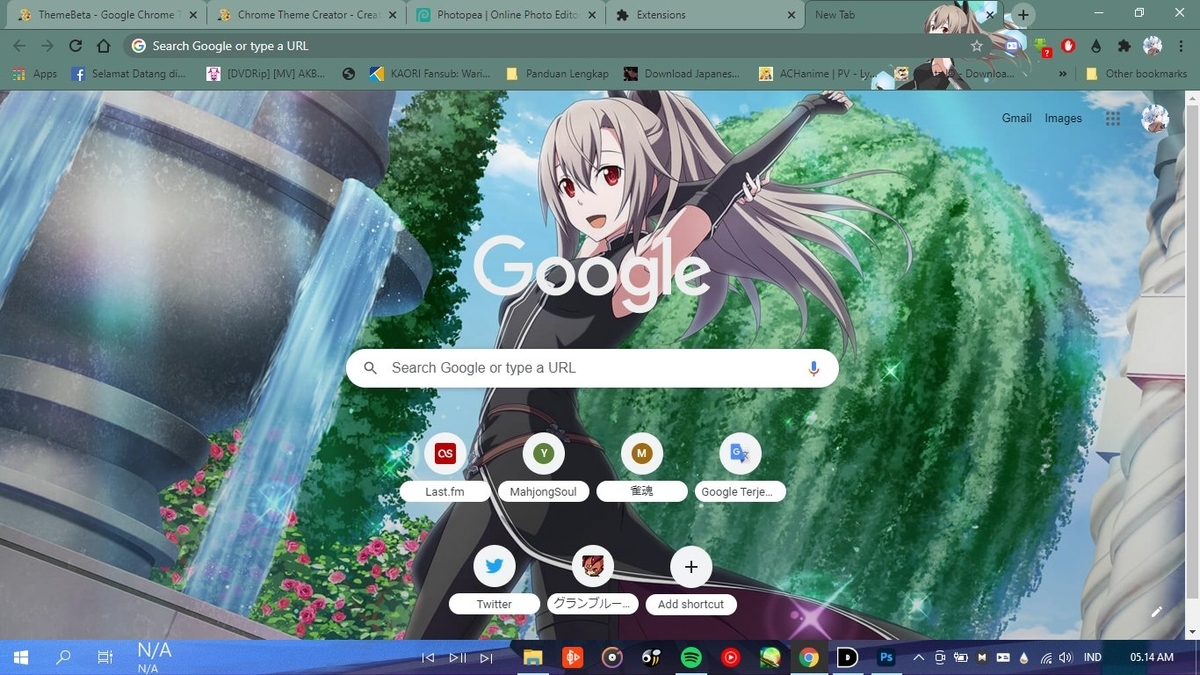 ThemeBeta - Google Chrome T
Chrome Theme Creator - Creat
Photopea | Online Photo Edito
Extensions
New Tab
Search Google or type a URL
Apps
Selamat Datang di...
[DVDRip] [MV] AKB...
KAORI Fansub: Wari...
Panduan Lengkap
Download Japanes...
ACHanime | PV - Ly...
Downloa...
»
Other bookmarks
Gmail
Images
Google
Search Google or type a URL
Last.fm
Y
MahjongSoul
M
雀魂
Google Terje...
Twitter
グランブルー...
Add shortcut
N/A
N/A
Ps
IND
05.14 AM